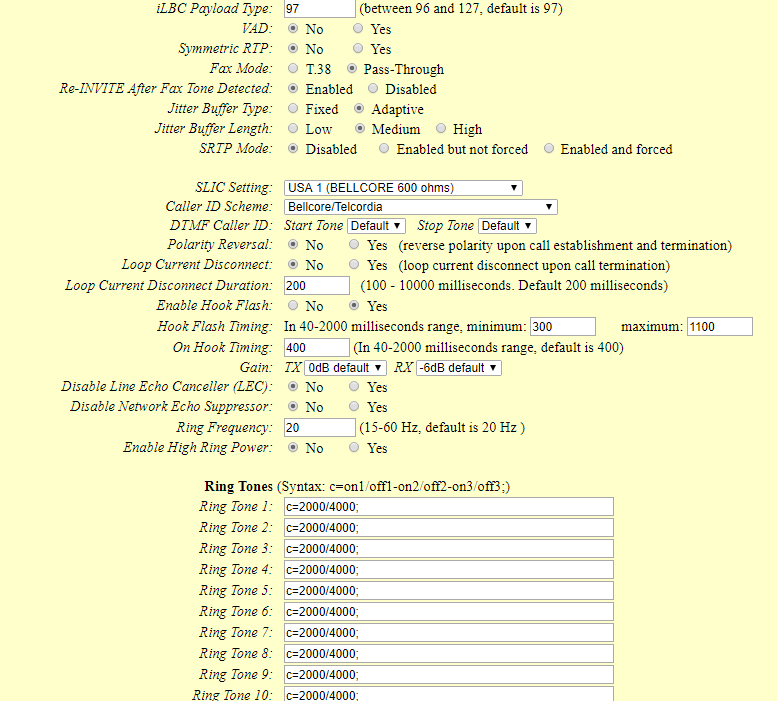 iLBC Payload Type: 97 (between 96 and 127, default is 97)
VAD: No Yes
Symmetric RTP: No Yes
Fax Mode: T.38 Pass-Through
Re-INVITE After Fax Tone Detected: Enabled Disabled
Jitter Buffer Type: Fixed Adaptive
Jitter Buffer Length: Low Medium High
SRTP Mode: Disabled Enabled but not forced Enabled and forced
SLIC Setting: USA 1 (BELLCORE 600 ohms)
Caller ID Scheme: Bellcore/Telcordia
DTMF Caller ID: Start Tone Default Stop Tone Default
Polarity Reversal: No Yes (reverse polarity upon call establishment and termination)
Loop Current Disconnect: No Yes (loop current disconnect upon call termination)
Loop Current Disconnect Duration: 200 (100 - 10000 milliseconds. Default 200 milliseconds)
Enable Hook Flash: No Yes
Hook Flash Timing: In 40-2000 milliseconds range, minimum: 300 maximum: 1100
On Hook Timing: 400 (In 40-2000 milliseconds range, default is 400)
Gain: TX 0dB default RX -6dB default
Disable Line Echo Canceller (LEC): No Yes
Disable Network Echo Suppressor: No Yes
Ring Frequency: 20 (15-60 Hz, default is 20 Hz )
Enable High Ring Power: No Yes
Ring Tones (Syntax: c=on1/off1-on2/off2-on3/off3;)
Ring Tone 1: c=2000/4000;
Ring Tone 2: c=2000/4000;
Ring Tone 3: c=2000/4000;
Ring Tone 4: c=2000/4000;
Ring Tone 5: c=2000/4000;
Ring Tone 6: c=2000/4000;
Ring Tone 7: c=2000/4000;
Ring Tone 8: c=2000/4000;
Ring Tone 9: c=2000/4000;
Ring Tone 10: c=2000/4000;